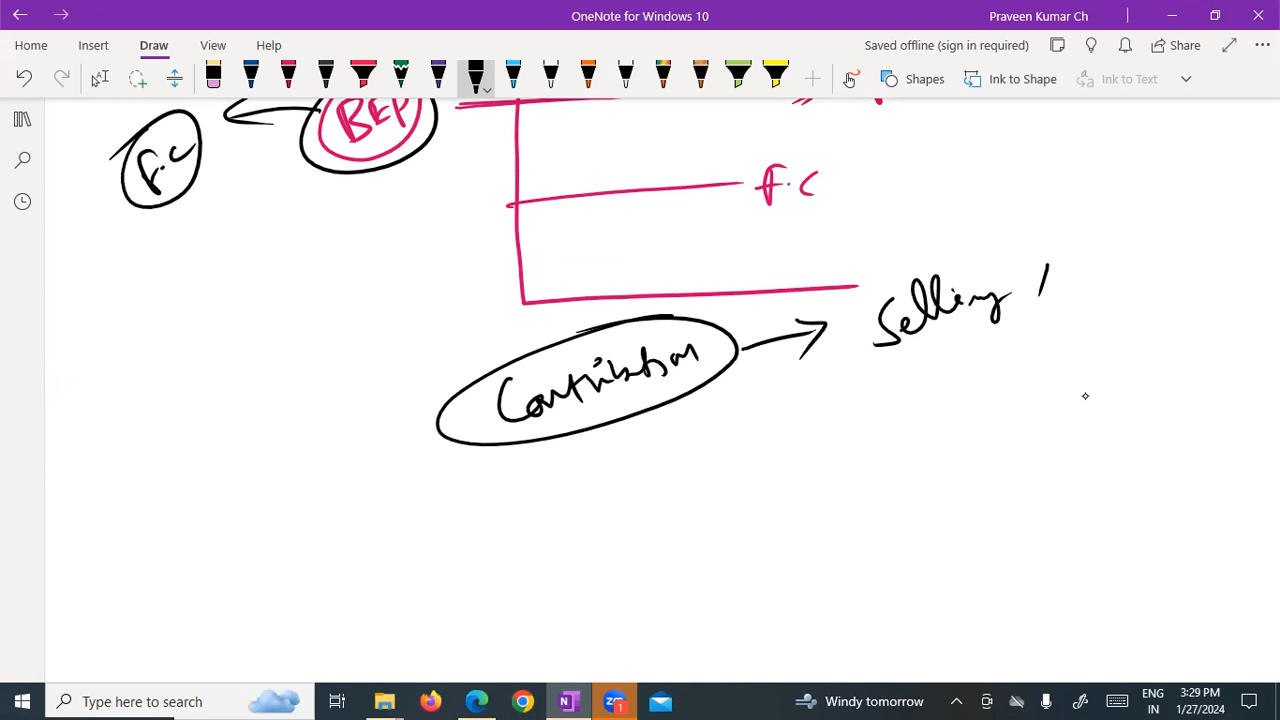 OneNote for Windows 10
Praveen Kumar Ch
Home Insert Draw View Help
Saved offline (sign in required)
Share
Shapes
Ink to Shape
Ink to Text
BEP
F.C
F.C
Selling
Contribution
Type here to search
Windy tomorrow
ENG
IN
3:29 PM
1/27/2024